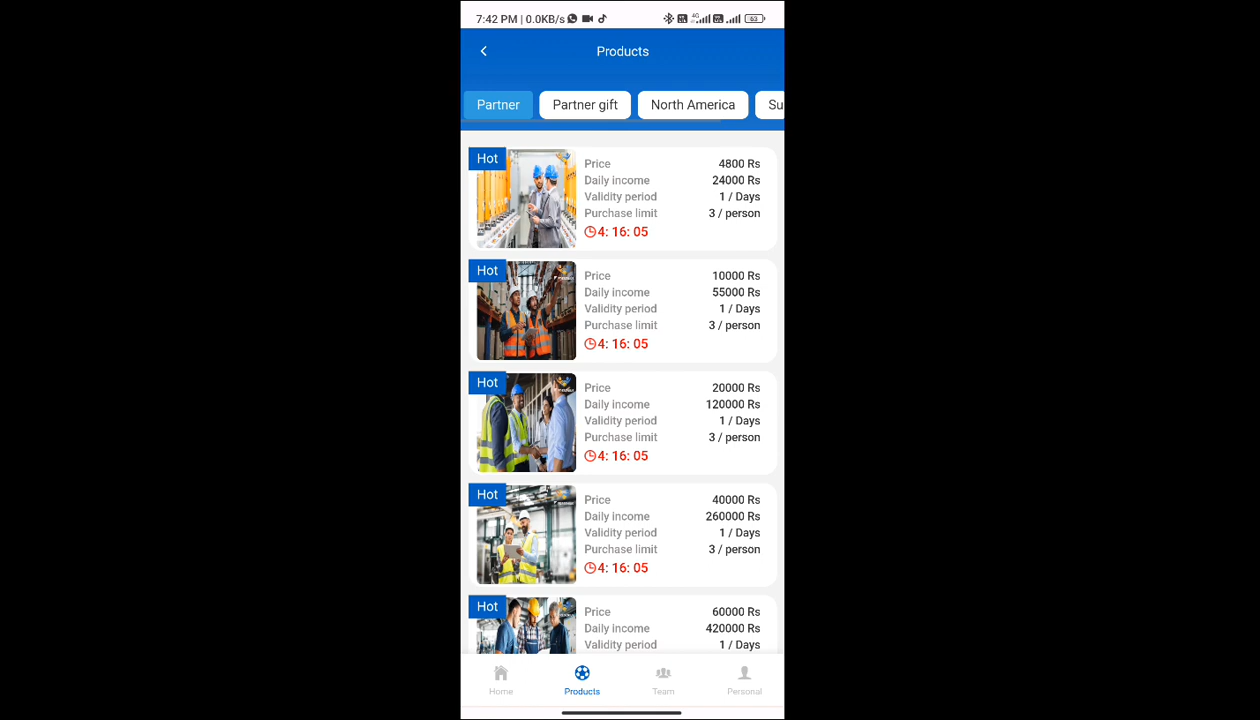 7:42 PM | 0.0KB/s 4G 63
Products
Partner Partner gift North America Su
Hot
Price 4800 Rs
Daily income 24000 Rs
Validity period 1 / Days
Purchase limit 3 / person
4: 16: 05
Hot
Price 10000 Rs
Daily income 55000 Rs
Validity period 1 / Days
Purchase limit 3 / person
4: 16: 05
Hot
Price 20000 Rs
Daily income 120000 Rs
Validity period 1 / Days
Purchase limit 3 / person
4: 16: 05
Hot
Price 40000 Rs
Daily income 260000 Rs
Validity period 1 / Days
Purchase limit 3 / person
4: 16: 05
Hot
Price 60000 Rs
Daily income 420000 Rs
Validity period 1 / Days
Home Products Team Personal